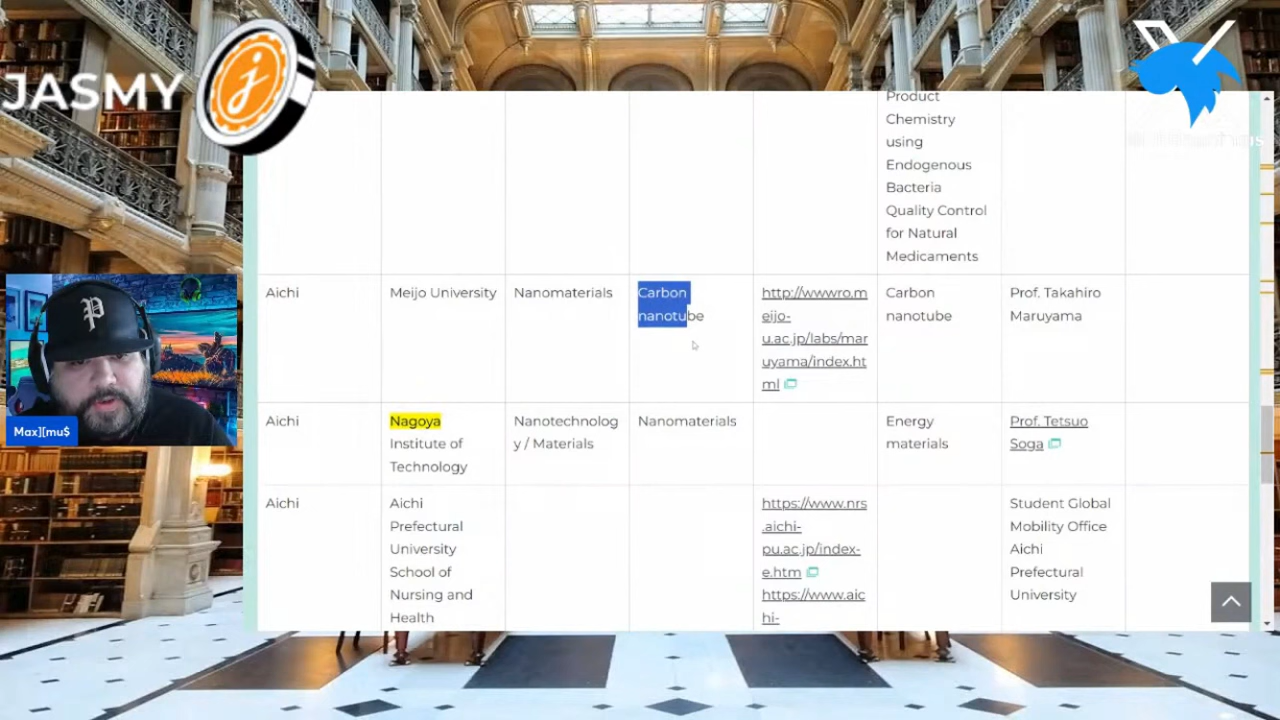 JASMY
Product
Chemistry
using
Endogenous
Bacteria
Quality Control
for Natural
Medicaments
Aichi
Meijo University
Nanomaterials
Carbon
nanotube
http://wwwro.m
eijo-
u.ac.jp/labs/mar
uyama/index.ht
ml
Carbon
nanotube
Prof. Takahiro
Maruyama
Aichi
Nagoya
Institute of
Technology
Nanotechnolog
y / Materials
Nanomaterials
Energy
materials
Prof. Tetsuo
Soga
Aichi
Aichi
Prefectural
University
School of
Nursing and
Health
https://www.nrs
.aichi-
pu.ac.jp/index-
e.htm
https://www.aic
hi-
Student Global
Mobility Office
Aichi
Prefectural
University
P
Max][mu$